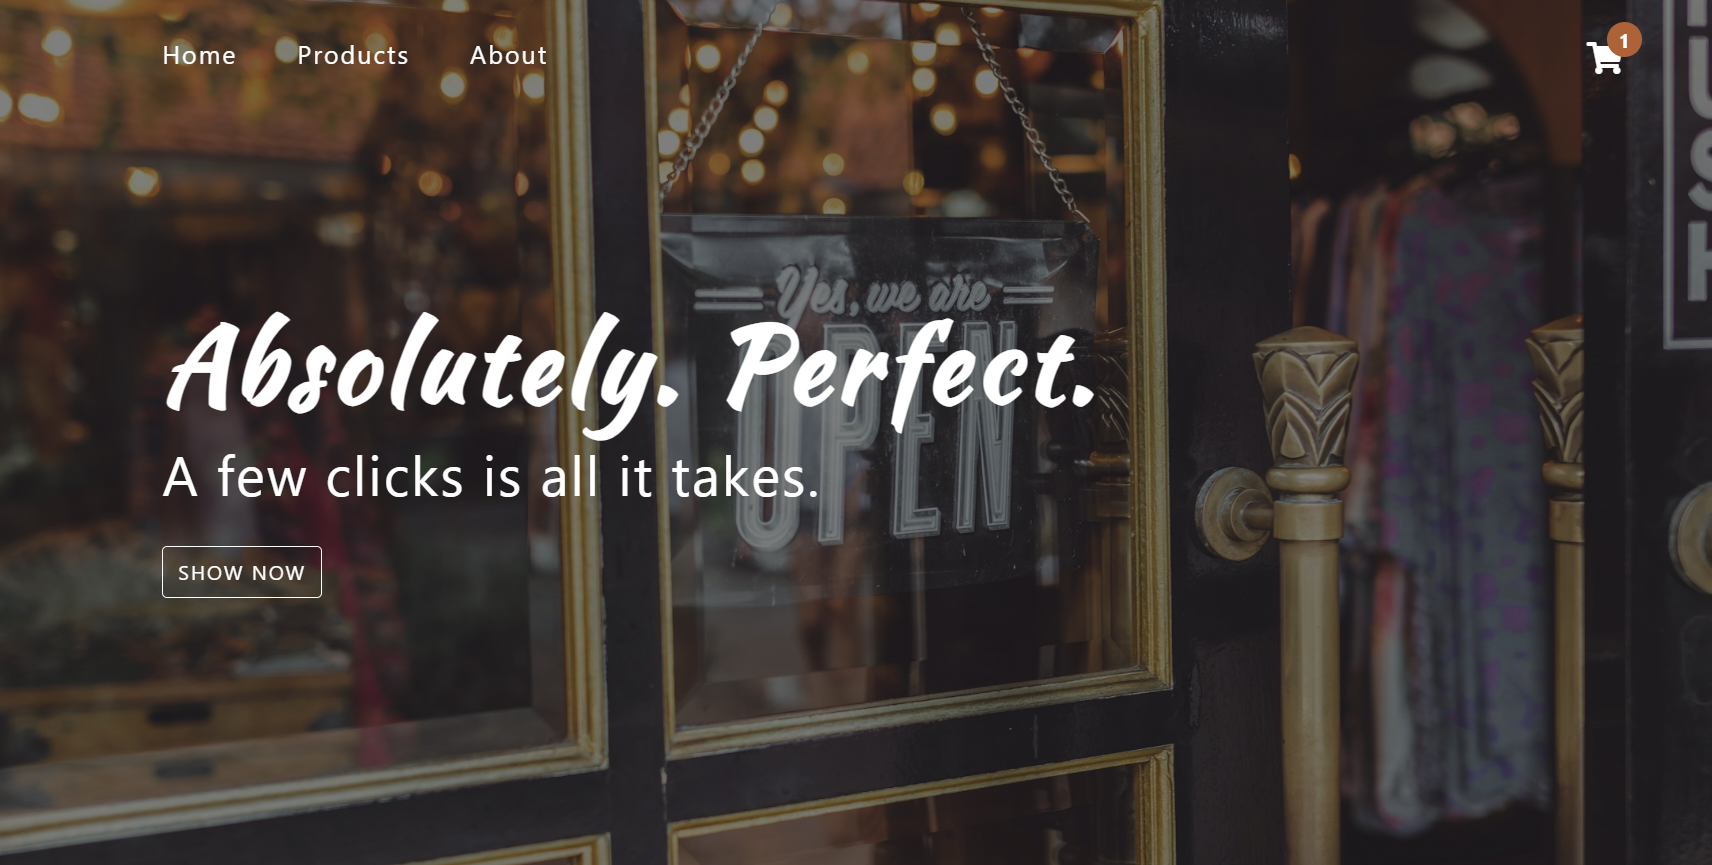 Home Products About
1
Yes, we are
OPEN
Absolutely. Perfect.
A few clicks is all it takes.
SHOW NOW